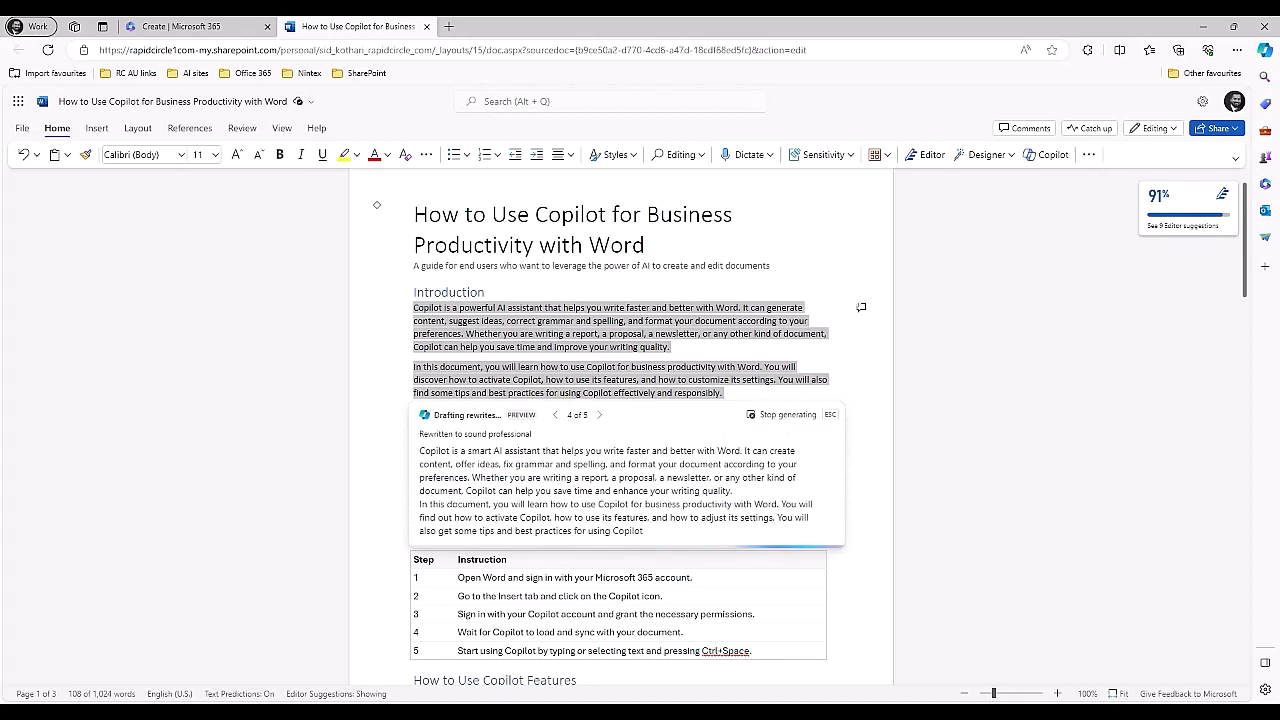 Work
Create | Microsoft 365
How to Use Copilot for Business
https://rapidcircle1com-my.sharepoint.com/personal/sid_kothari_rapidcircle_com/_layouts/15/doc.aspx?sourcedoc={b9ce50a2-d770-4cd6-a47d-18cdf68ed5fc}&action=edit
Import favourites RC AU links AI sites Office 365 Nintex SharePoint Other favourites
How to Use Copilot for Business Productivity with Word
Search (Alt + Q)
File Home Insert Layout References Review View Help
Comments Catch up Editing Share
Calibri (Body) 11 B I U A Styles Editing Dictate Sensitivity Editor Designer Copilot
91%
See 9 Editor suggestions
How to Use Copilot for Business
Productivity with Word
A guide for end users who want to leverage the power of AI to create and edit documents
Introduction
Copilot is a powerful AI assistant that helps you write faster and better with Word. It can generate
content, suggest ideas, correct grammar and spelling, and format your document according to your
preferences. Whether you are writing a report, a proposal, a newsletter, or any other kind of document,
Copilot can help you save time and improve your writing quality.
In this document, you will learn how to use Copilot for business productivity with Word. You will
discover how to activate Copilot, how to use its features, and how to customize its settings. You will also
find some tips and best practices for using Copilot effectively and responsibly.
Drafting rewrites... PREVIEW 4 of 5 Stop generating ESC
Rewritten to sound professional
Copilot is a smart AI assistant that helps you write faster and better with Word. It can create
content, offer ideas, fix grammar and spelling, and format your document according to your
preferences. Whether you are writing a report, a proposal, a newsletter, or any other kind of
document, Copilot can help you save time and enhance your writing quality.
In this document, you will learn how to use Copilot for business productivity with Word. You will
find out how to activate Copilot, how to use its features, and how to adjust its settings. You will
also get some tips and best practices for using Copilot
Step Instruction
1 Open Word and sign in with your Microsoft 365 account.
2 Go to the Insert tab and click on the Copilot icon.
3 Sign in with your Copilot account and grant the necessary permissions.
4 Wait for Copilot to load and sync with your document.
5 Start using Copilot by typing or selecting text and pressing Ctrl+Space.
How to Use Copilot Features
Page 1 of 3 108 of 1,024 words English (U.S.) Text Predictions: On Editor Suggestions: Showing 100% Fit Give Feedback to Microsoft